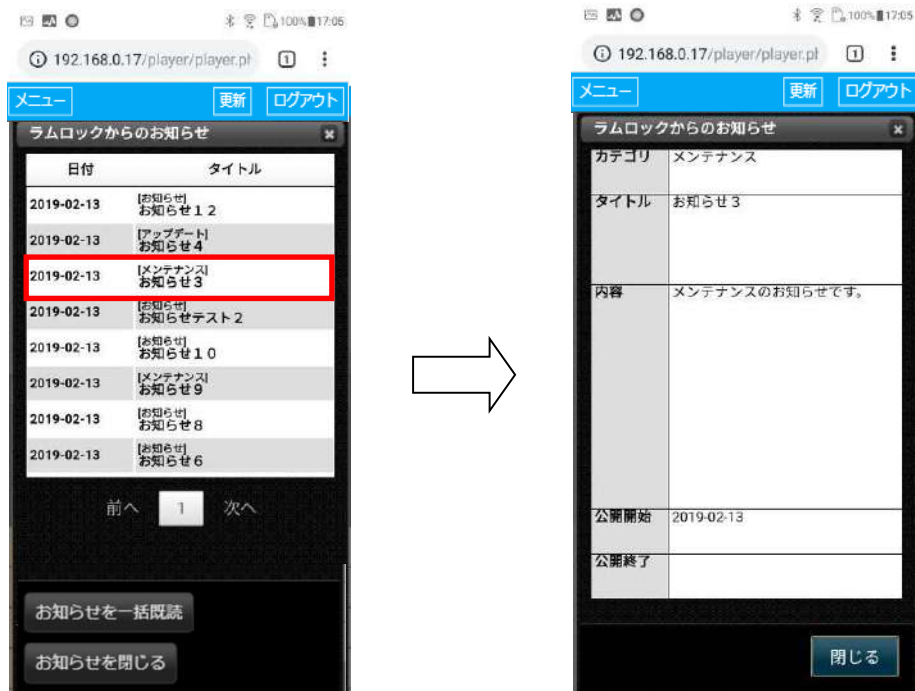 100% 17:05
192.168.0.17/player/player.ph 1
メニュー 更新 ログアウト
ラムロックからのお知らせ
日付 タイトル
2019-02-13 [お知らせ]
お知らせ１２
2019-02-13 [アップデート]
お知らせ4
2019-02-13 [メンテナンス]
お知らせ3
2019-02-13 [お知らせ]
お知らせテスト２
2019-02-13 [お知らせ]
お知らせ１０
2019-02-13 [メンテナンス]
お知らせ９
2019-02-13 [お知らせ]
お知らせ８
2019-02-13 [お知らせ]
お知らせ６
前へ 1 次へ
お知らせを一括既読
お知らせを閉じる
100% 17:05
192.168.0.17/player/player.ph 1
メニュー 更新 ログアウト
ラムロックからのお知らせ
カテゴリ メンテナンス
タイトル お知らせ３
内容 メンテナンスのお知らせです。
公開開始 2019-02-13
公開終了
閉じる